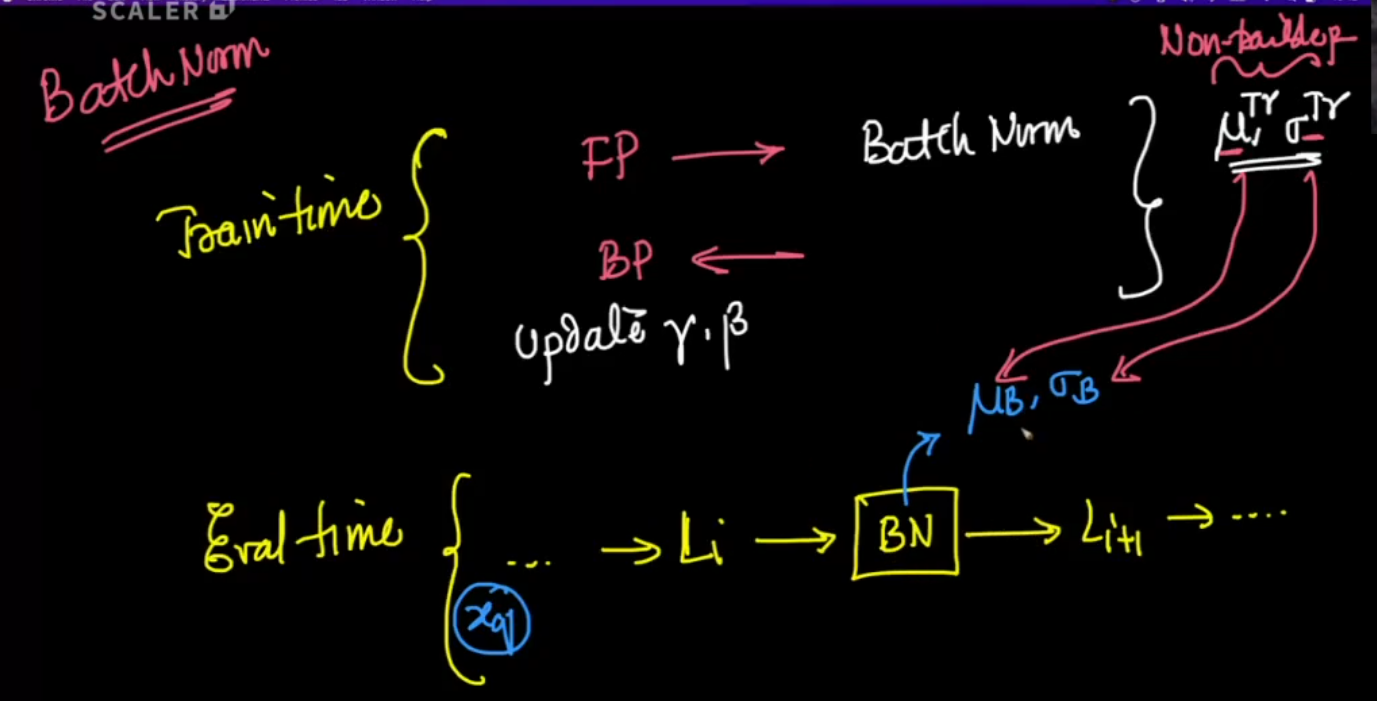 SCALER
Batch Norm
Non-
Train time { FP → Batch Norm } μ^Tr, σ^Tr
BP ←
Update γ, β
μB, σB
Eval time { .... → Li → BN → Li+1 → ....
xq